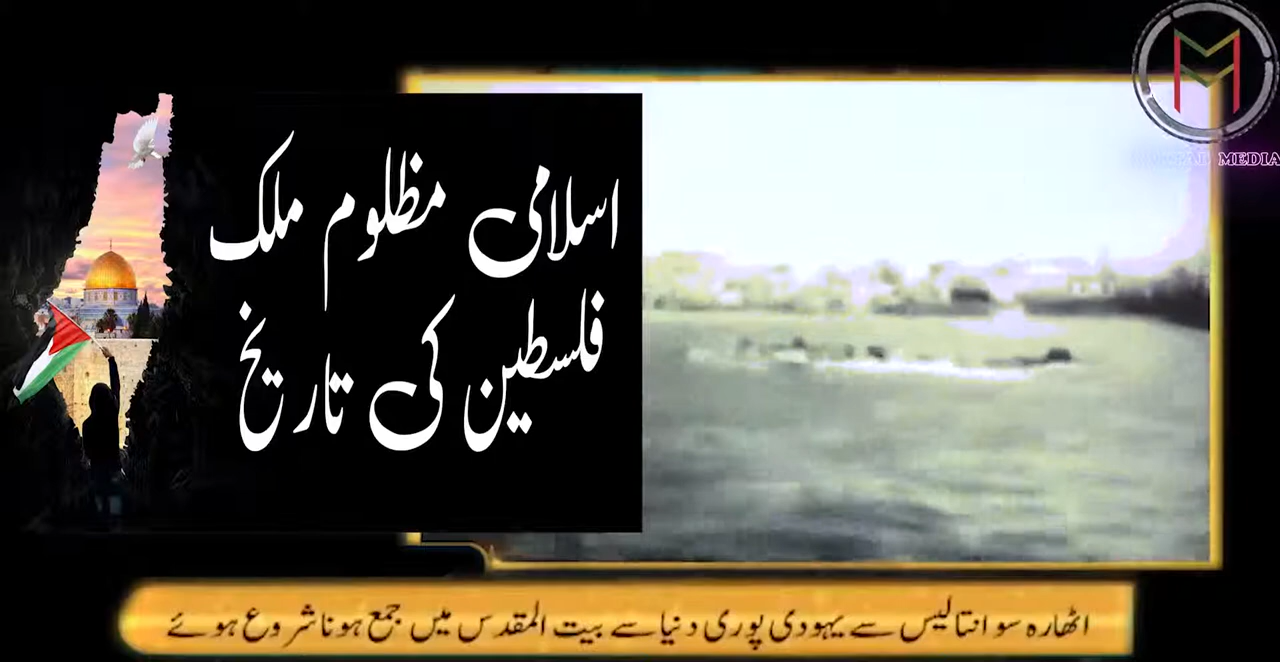 اسلامی مظلوم ملک
فلسطین کی تاریخ
MEDIA
اٹھارہ سو انتالیس سے یہودی پوری دنیا سے بیت المقدس میں جمع ہونا شروع ہوئے